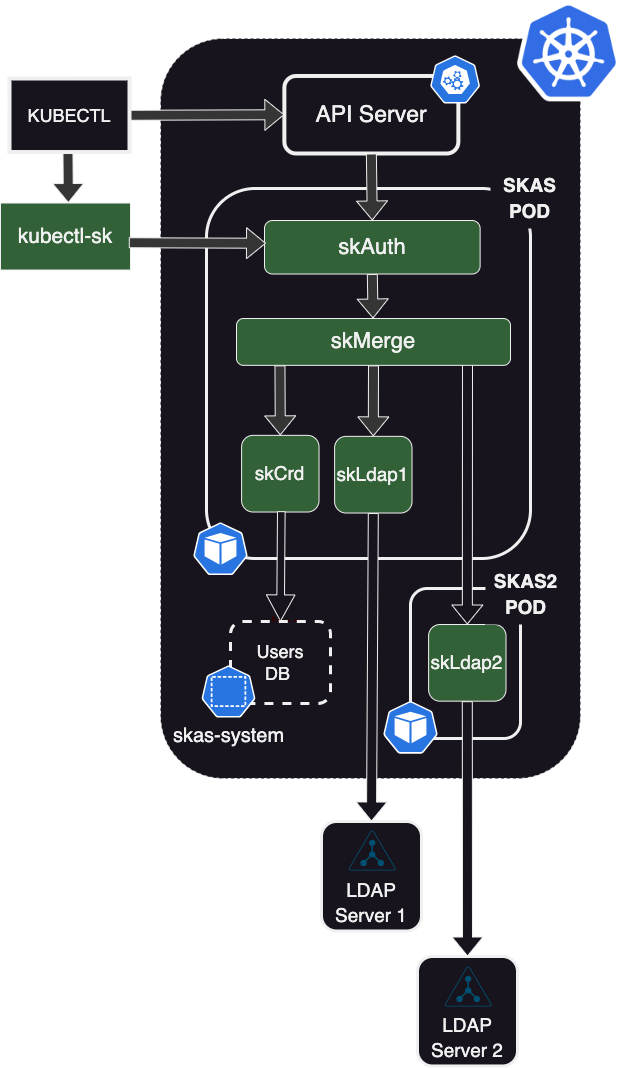 KUBECTL
API Server
SKAS
POD
kubectl-sk
skAuth
skMerge
skCrd
skLdap1
SKAS2
POD
Users
DB
skLdap2
skas-system
LDAP
Server 1
LDAP
Server 2